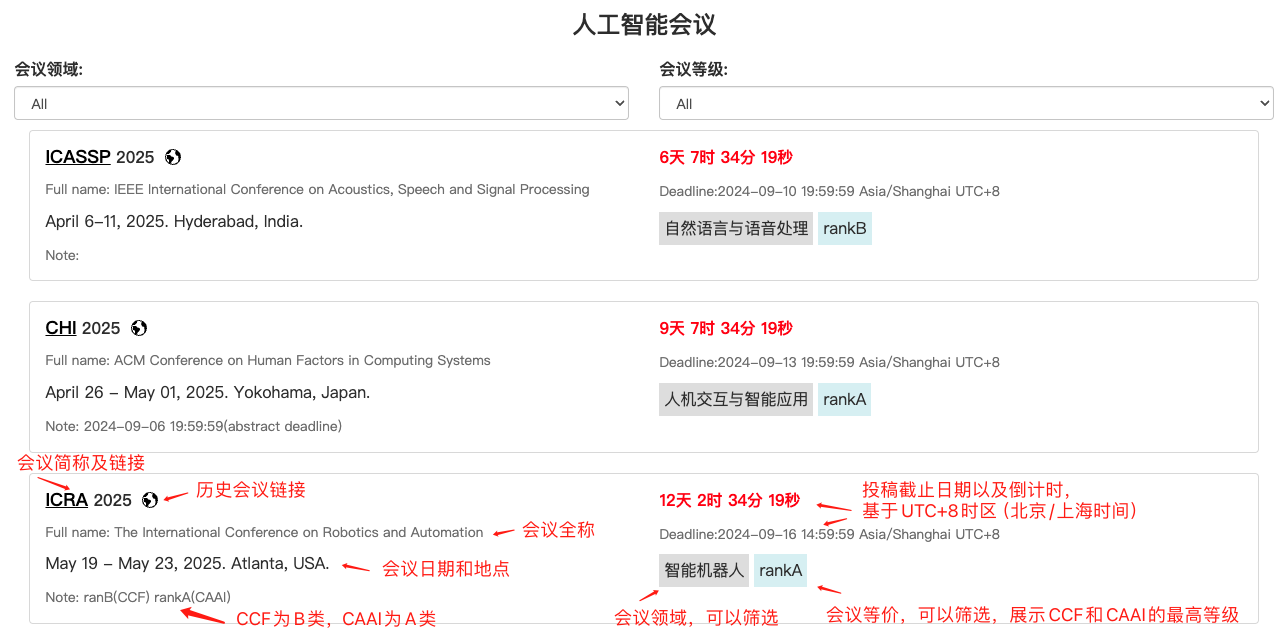 人工智能会议
会议领域:
会议等级:
All
All
ICASSP 2025
6天 7时 34分 19秒
Full name: IEEE International Conference on Acoustics, Speech and Signal Processing
Deadline:2024-09-10 19:59:59 Asia/Shanghai UTC+8
April 6-11, 2025. Hyderabad, India.
自然语言与语音处理 rankB
Note:
CHI 2025
9天 7时 34分 19秒
Full name: ACM Conference on Human Factors in Computing Systems
Deadline:2024-09-13 19:59:59 Asia/Shanghai UTC+8
April 26 - May 01, 2025. Yokohama, Japan.
人机交互与智能应用 rankA
Note: 2024-09-06 19:59:59(abstract deadline)
会议简称及链接
ICRA 2025
历史会议链接
12天 2时 34分 19秒
投稿截止日期以及倒计时,
基于UTC+8时区（北京/上海时间）
Full name: The International Conference on Robotics and Automation
会议全称
Deadline:2024-09-16 14:59:59 Asia/Shanghai UTC+8
May 19 - May 23, 2025. Atlanta, USA.
会议日期和地点
智能机器人 rankA
Note: ranB(CCF) rankA(CAAI)
CCF为B类，CAAI为A类
会议领域，可以筛选
会议等价，可以筛选，展示CCF和CAAI的最高等级